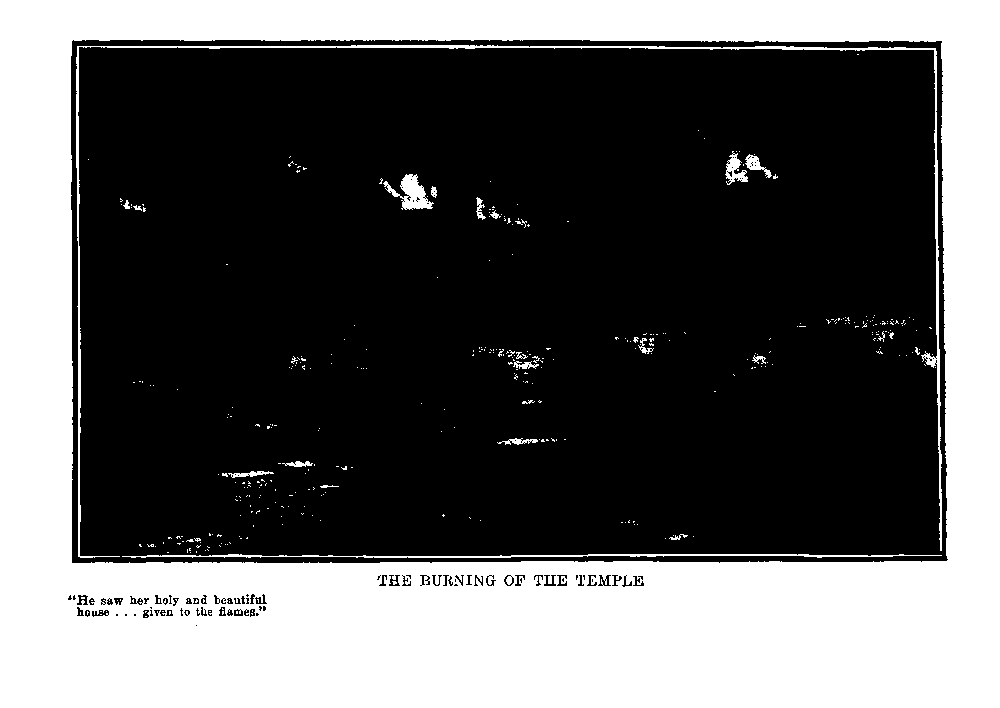 THE BURNING OF THE TEMPLE
"He saw her holy and beautiful
house . . . given to the flames."